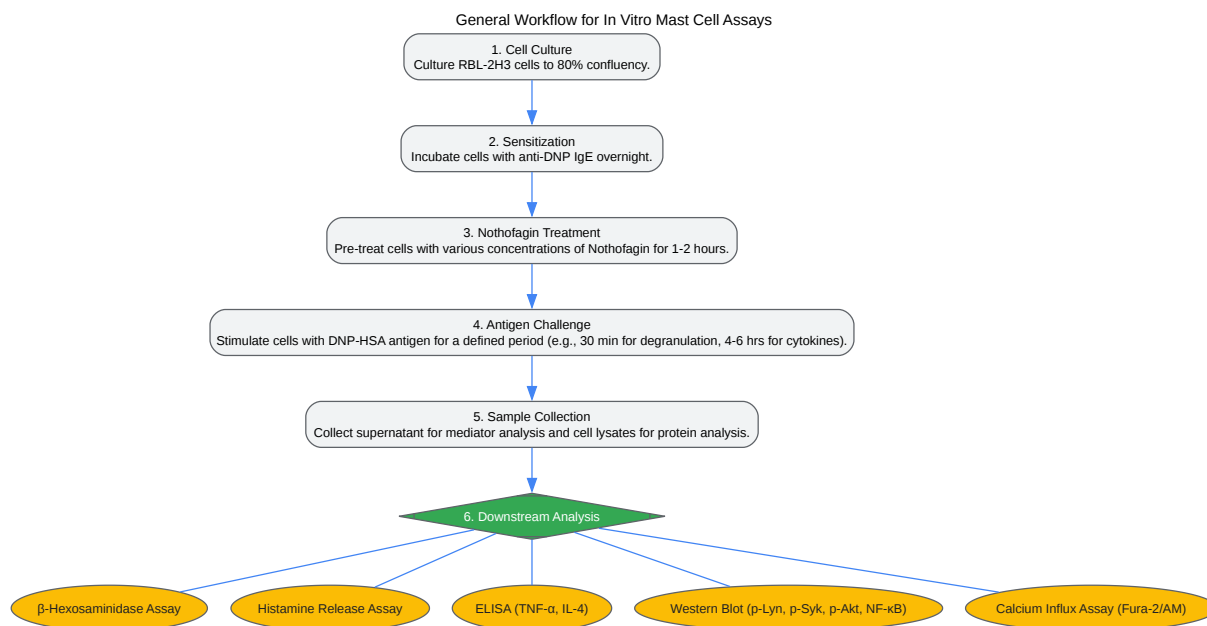 General Workflow for In Vitro Mast Cell Assays
1. Cell Culture
Culture RBL-2H3 cells to 80% confluency.
2. Sensitization
Incubate cells with anti-DNP IgE overnight.
3. Nothofagin Treatment
Pre-treat cells with various concentrations of Nothofagin for 1-2 hours.
4. Antigen Challenge
Stimulate cells with DNP-HSA antigen for a defined period (e.g., 30 min for degranulation, 4-6 hrs for cytokines).
5. Sample Collection
Collect supernatant for mediator analysis and cell lysates for protein analysis.
6. Downstream Analysis
β-Hexosaminidase Assay
Histamine Release Assay
ELISA (TNF-α, IL-4)
Western Blot (p-Lyn, p-Syk, p-Akt, NF-κB)
Calcium Influx Assay (Fura-2/AM)